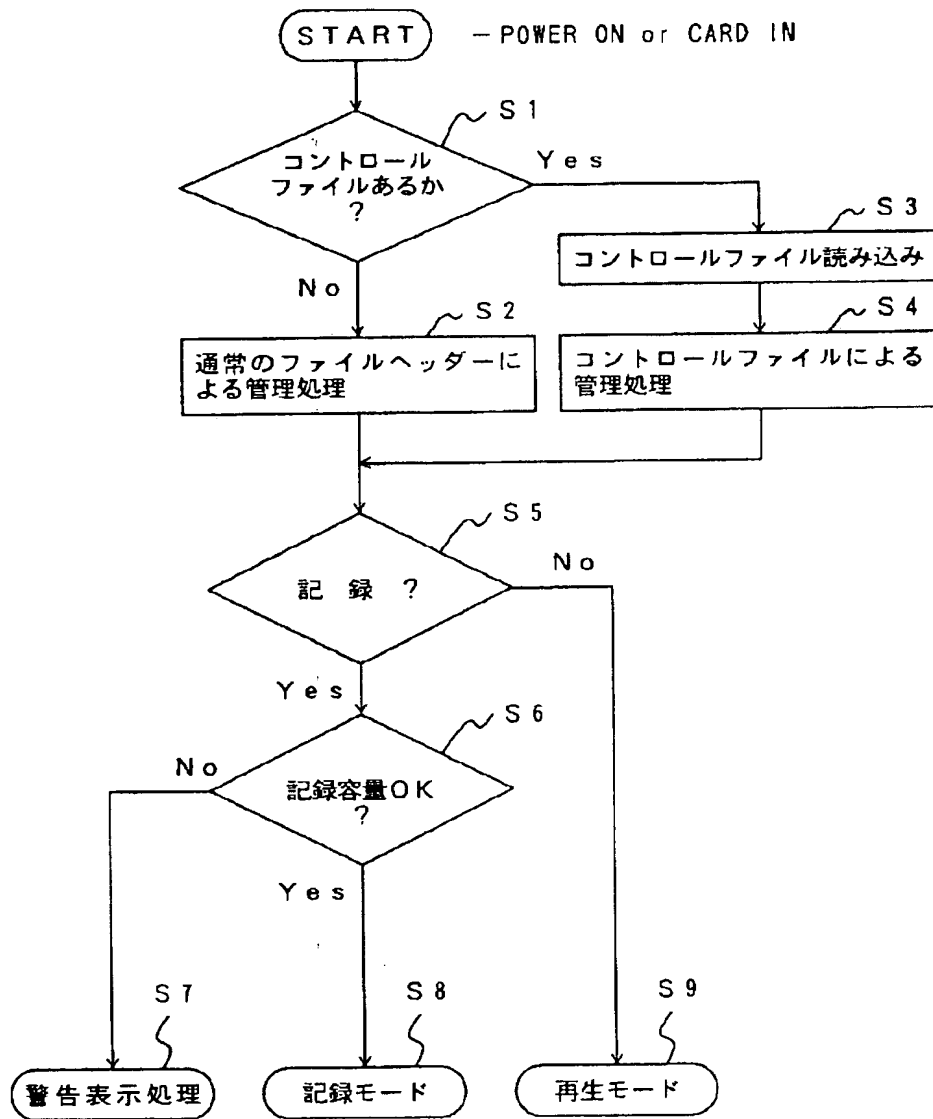 START
－POWER ON or CARD IN
S1
コントロール
ファイルあるか
?
Yes
No
S3
コントロールファイル読み込み
S2
通常のファイルヘッダーに
よる管理処理
S4
コントロールファイルによる
管理処理
S5
記 録 ?
No
Yes
S6
記録容量OK
?
No
Yes
S7
警告表示処理
S8
記録モード
S9
再生モード